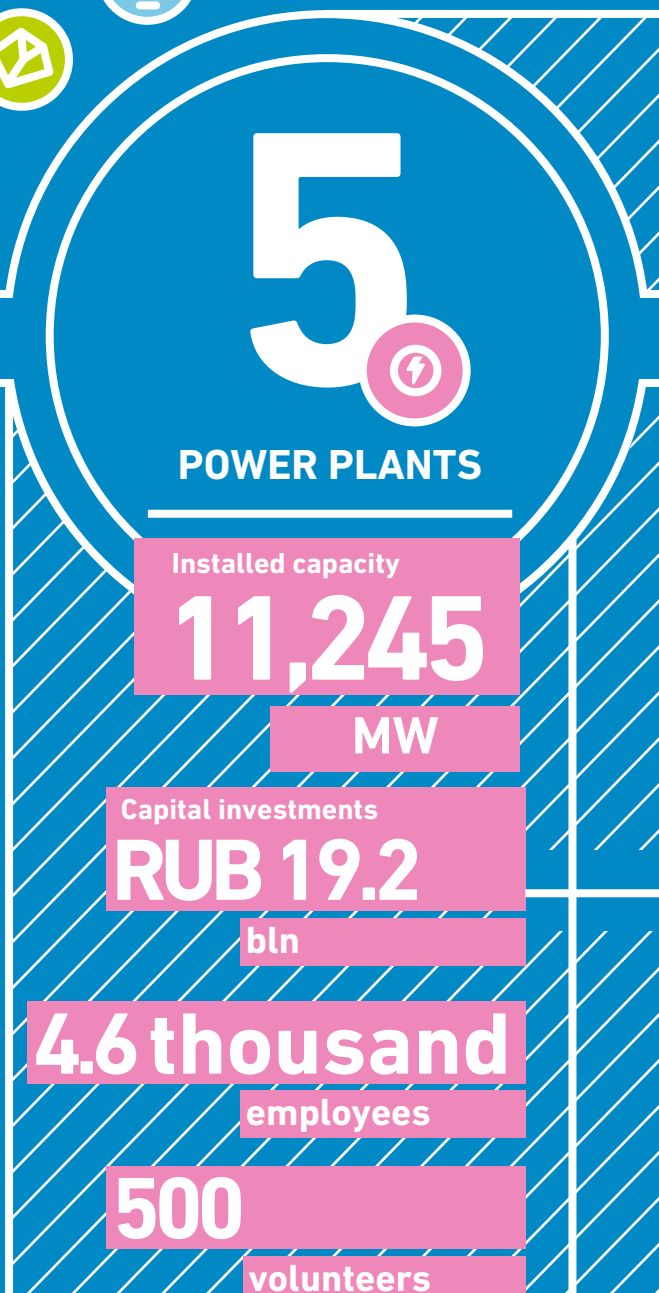 5
POWER PLANTS
Installed capacity
11,245
MW
Capital investments
RUB 19.2
bln
4.6 thousand
employees
500
volunteers